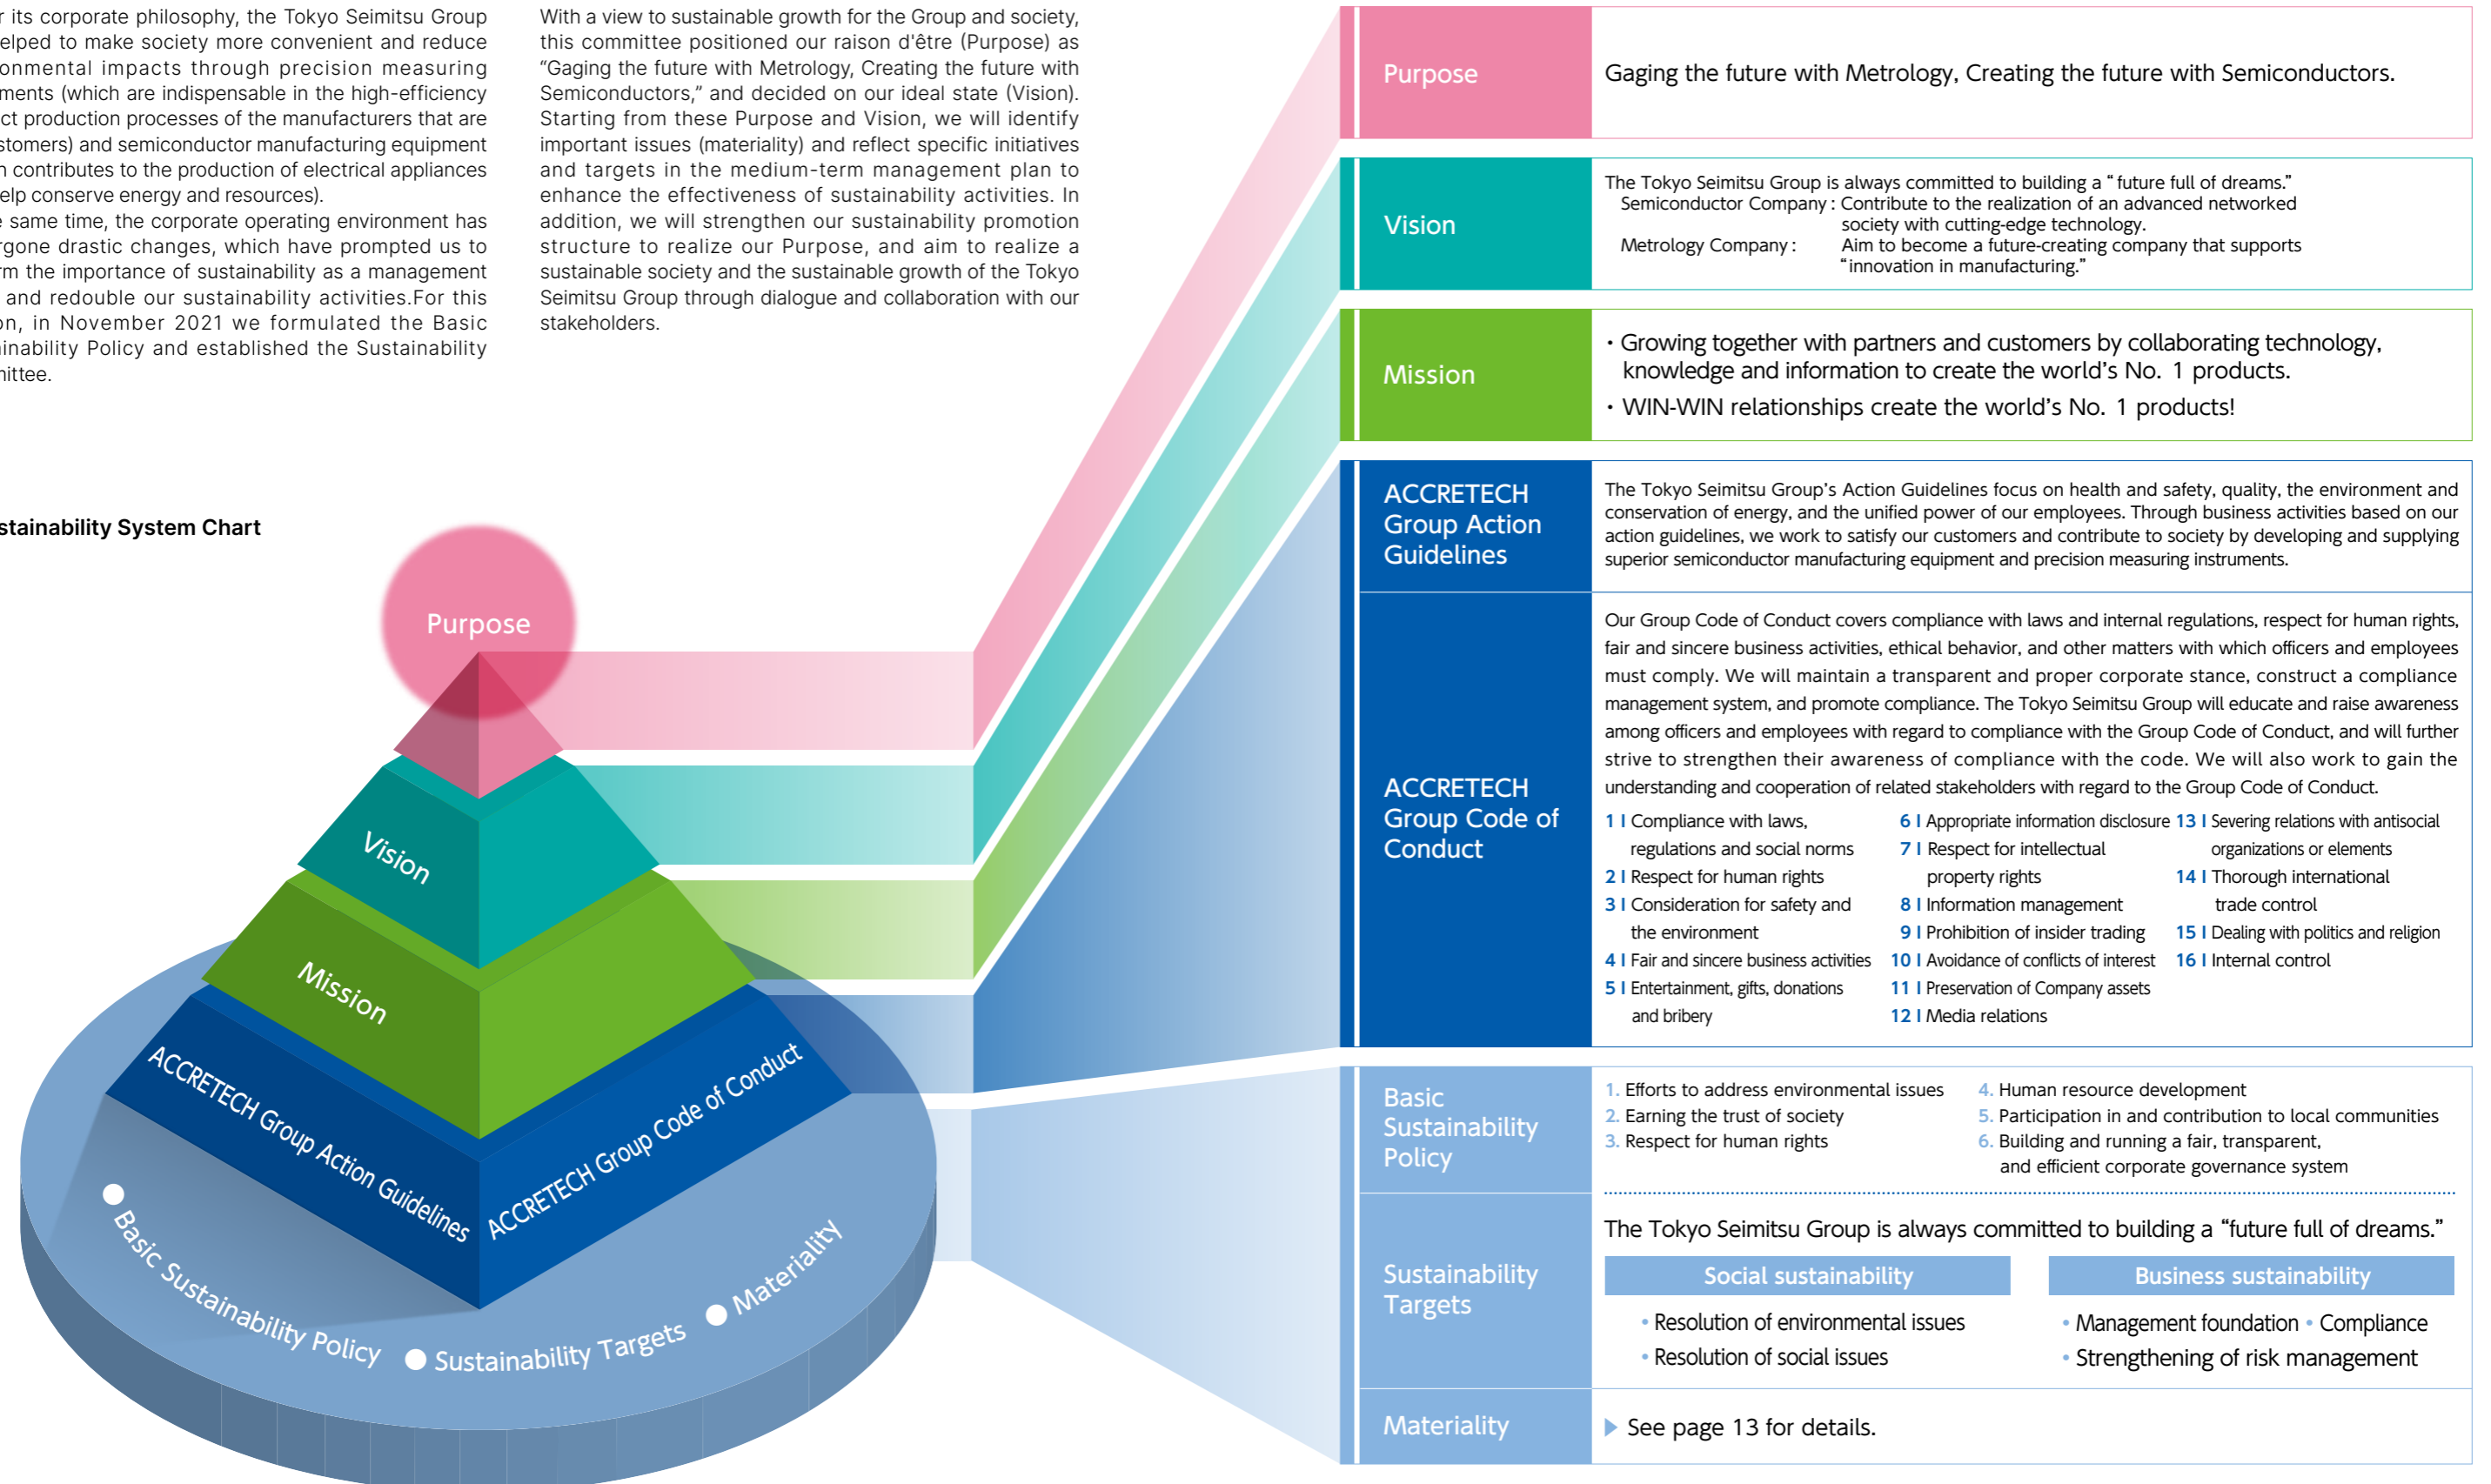 r its corporate philosophy, the Tokyo Seimitsu Group
elped to make society more convenient and reduce
onmental impacts through precision measuring
ments (which are indispensable in the high-efficiency
ct production processes of the manufacturers that are
stomers) and semiconductor manufacturing equipment
h contributes to the production of electrical appliances
elp conserve energy and resources).
e same time, the corporate operating environment has
rgone drastic changes, which have prompted us to
rm the importance of sustainability as a management
and redouble our sustainability activities.For this
on, in November 2021 we formulated the Basic
inability Policy and established the Sustainability
nittee.
With a view to sustainable growth for the Group and society,
this committee positioned our raison d'être (Purpose) as
“Gaging the future with Metrology, Creating the future with
Semiconductors,” and decided on our ideal state (Vision).
Starting from these Purpose and Vision, we will identify
important issues (materiality) and reflect specific initiatives
and targets in the medium-term management plan to
enhance the effectiveness of sustainability activities. In
addition, we will strengthen our sustainability promotion
structure to realize our Purpose, and aim to realize a
sustainable society and the sustainable growth of the Tokyo
Seimitsu Group through dialogue and collaboration with our
stakeholders.
stainability System Chart
Purpose
Vision
Mission
ACCRETECH Group Action Guidelines
ACCRETECH Group Code of Conduct
● Basic Sustainability Policy
● Sustainability Targets
● Materiality
Purpose
Gaging the future with Metrology, Creating the future with Semiconductors.
Vision
The Tokyo Seimitsu Group is always committed to building a “future full of dreams.”
Semiconductor Company : Contribute to the realization of an advanced networked
society with cutting-edge technology.
Metrology Company : Aim to become a future-creating company that supports
“innovation in manufacturing.”
Mission
・Growing together with partners and customers by collaborating technology,
knowledge and information to create the world’s No. 1 products.
・WIN-WIN relationships create the world’s No. 1 products!
ACCRETECH
Group Action
Guidelines
The Tokyo Seimitsu Group’s Action Guidelines focus on health and safety, quality, the environment and
conservation of energy, and the unified power of our employees. Through business activities based on our
action guidelines, we work to satisfy our customers and contribute to society by developing and supplying
superior semiconductor manufacturing equipment and precision measuring instruments.
ACCRETECH
Group Code of
Conduct
Our Group Code of Conduct covers compliance with laws and internal regulations, respect for human rights,
fair and sincere business activities, ethical behavior, and other matters with which officers and employees
must comply. We will maintain a transparent and proper corporate stance, construct a compliance
management system, and promote compliance. The Tokyo Seimitsu Group will educate and raise awareness
among officers and employees with regard to compliance with the Group Code of Conduct, and will further
strive to strengthen their awareness of compliance with the code. We will also work to gain the
understanding and cooperation of related stakeholders with regard to the Group Code of Conduct.
1 I Compliance with laws,
regulations and social norms
2 I Respect for human rights
3 I Consideration for safety and
the environment
4 I Fair and sincere business activities
5 I Entertainment, gifts, donations
and bribery
6 I Appropriate information disclosure
7 I Respect for intellectual
property rights
8 I Information management
9 I Prohibition of insider trading
10 I Avoidance of conflicts of interest
11 I Preservation of Company assets
12 I Media relations
13 I Severing relations with antisocial
organizations or elements
14 I Thorough international
trade control
15 I Dealing with politics and religion
16 I Internal control
Basic
Sustainability
Policy
1. Efforts to address environmental issues
2. Earning the trust of society
3. Respect for human rights
4. Human resource development
5. Participation in and contribution to local communities
6. Building and running a fair, transparent,
and efficient corporate governance system
Sustainability
Targets
The Tokyo Seimitsu Group is always committed to building a “future full of dreams.”
Social sustainability
• Resolution of environmental issues
• Resolution of social issues
Business sustainability
• Management foundation • Compliance
• Strengthening of risk management
Materiality
▶ See page 13 for details.